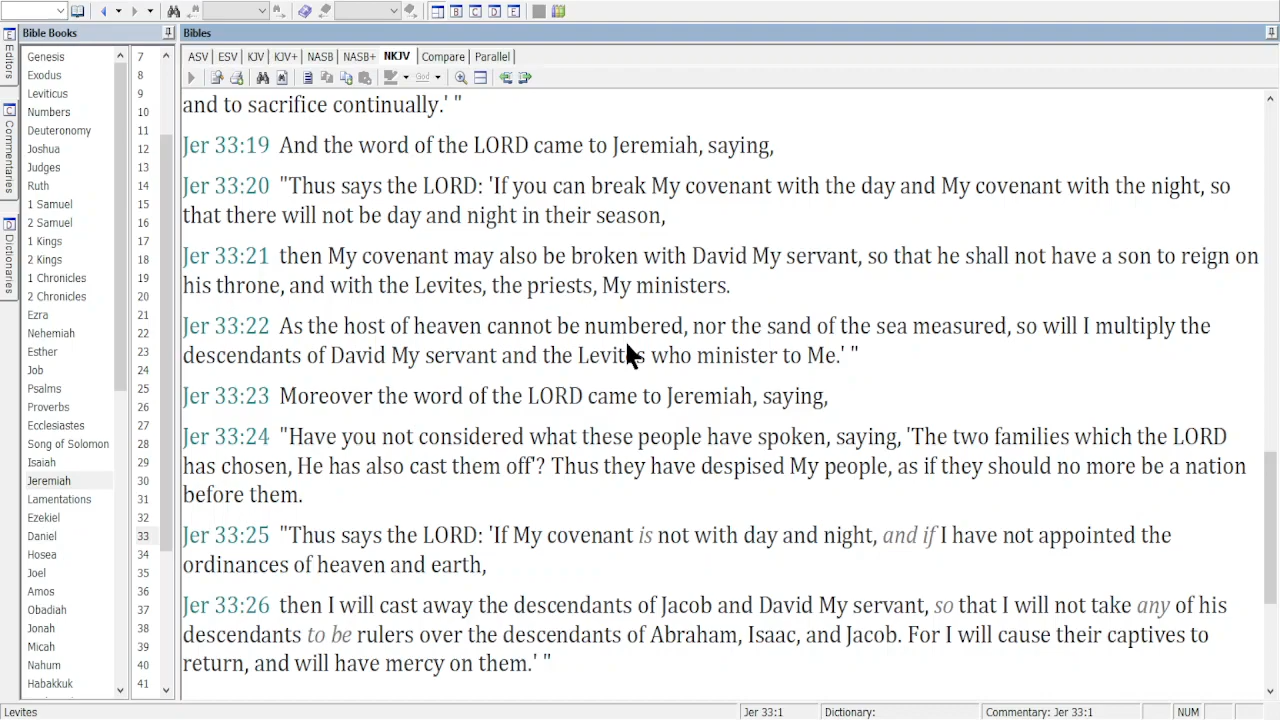 Bible Books
Bibles
ASV ESV KJV KJV+ NASB NASB+ NKJV Compare Parallel
B C D E
God
E Editors
C Commentaries
D Dictionaries
Genesis
Exodus
Leviticus
Numbers
Deuteronomy
Joshua
Judges
Ruth
1 Samuel
2 Samuel
1 Kings
2 Kings
1 Chronicles
2 Chronicles
Ezra
Nehemiah
Esther
Job
Psalms
Proverbs
Ecclesiastes
Song of Solomon
Isaiah
Jeremiah
Lamentations
Ezekiel
Daniel
Hosea
Joel
Amos
Obadiah
Jonah
Micah
Nahum
Habakkuk
7
8
9
10
11
12
13
14
15
16
17
18
19
20
21
22
23
24
25
26
27
28
29
30
31
32
33
34
35
36
37
38
39
40
41
and to sacrifice continually.' "
Jer 33:19 And the word of the LORD came to Jeremiah, saying,
Jer 33:20 "Thus says the LORD: 'If you can break My covenant with the day and My covenant with the night, so
that there will not be day and night in their season,
Jer 33:21 then My covenant may also be broken with David My servant, so that he shall not have a son to reign on
his throne, and with the Levites, the priests, My ministers.
Jer 33:22 As the host of heaven cannot be numbered, nor the sand of the sea measured, so will I multiply the
descendants of David My servant and the Levites who minister to Me.' "
Jer 33:23 Moreover the word of the LORD came to Jeremiah, saying,
Jer 33:24 "Have you not considered what these people have spoken, saying, 'The two families which the LORD
has chosen, He has also cast them off'? Thus they have despised My people, as if they should no more be a nation
before them.
Jer 33:25 "Thus says the LORD: 'If My covenant is not with day and night, and if I have not appointed the
ordinances of heaven and earth,
Jer 33:26 then I will cast away the descendants of Jacob and David My servant, so that I will not take any of his
descendants to be rulers over the descendants of Abraham, Isaac, and Jacob. For I will cause their captives to
return, and will have mercy on them.' "
Levites Jer 33:1 Dictionary: Commentary: Jer 33:1 NUM